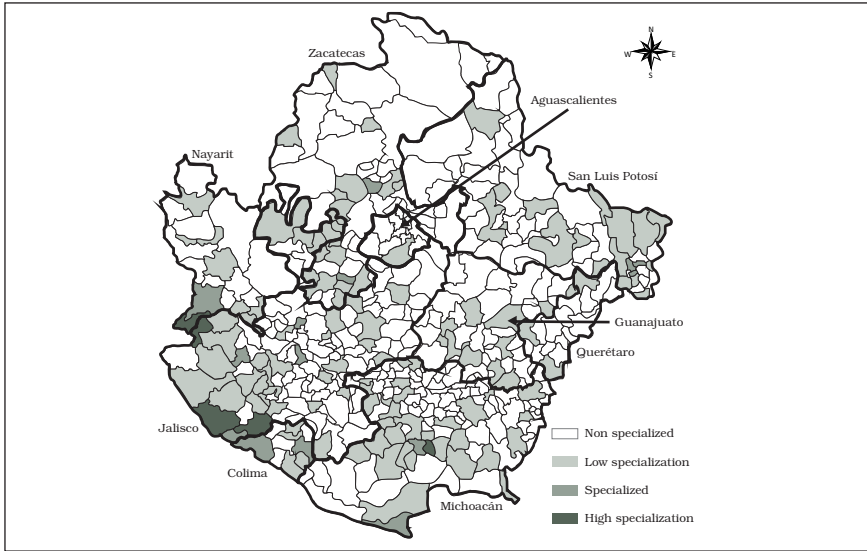 N
W E
S
Zacatecas
Aguascalientes
Nayarit
San Luis Potosí
Guanajuato
Querétaro
Jalisco
Colima
Michoacán
Non specialized
Low specialization
Specialized
High specialization